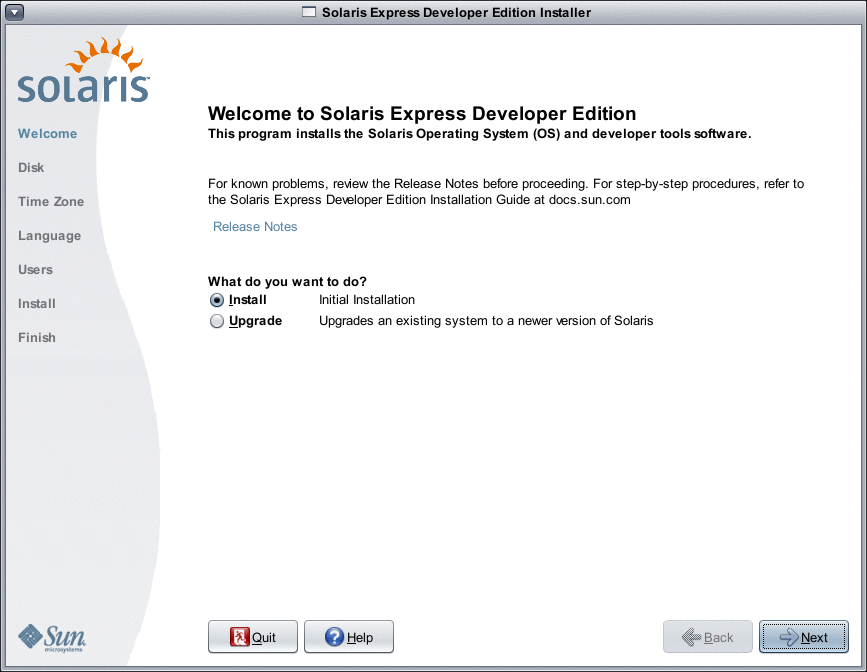 Solaris Express Developer Edition Installer
solaris™
Welcome
Disk
Time Zone
Language
Users
Install
Finish
Welcome to Solaris Express Developer Edition
This program installs the Solaris Operating System (OS) and developer tools software.
For known problems, review the Release Notes before proceeding. For step-by-step procedures, refer to
the Solaris Express Developer Edition Installation Guide at docs.sun.com
Release Notes
What do you want to do?
Install Initial Installation
Upgrade Upgrades an existing system to a newer version of Solaris
Sun
microsystems
Quit Help Back Next